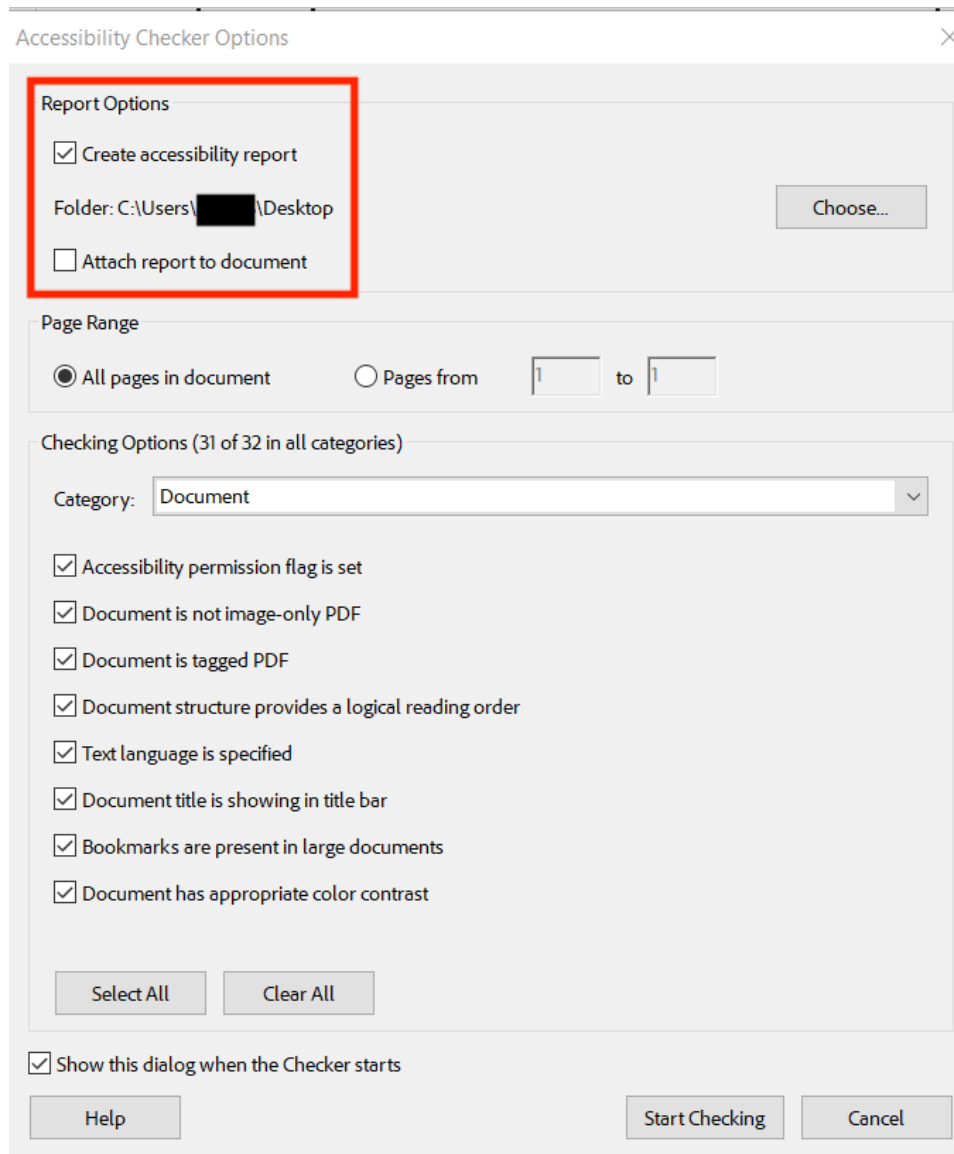 Accessibility Checker Options
Report Options
Create accessibility report
Folder: C:\Users\ \Desktop
Choose...
Attach report to document
Page Range
All pages in document
Pages from 1 to 1
Checking Options (31 of 32 in all categories)
Category: Document
Accessibility permission flag is set
Document is not image-only PDF
Document is tagged PDF
Document structure provides a logical reading order
Text language is specified
Document title is showing in title bar
Bookmarks are present in large documents
Document has appropriate color contrast
Select All
Clear All
Show this dialog when the Checker starts
Help
Start Checking
Cancel